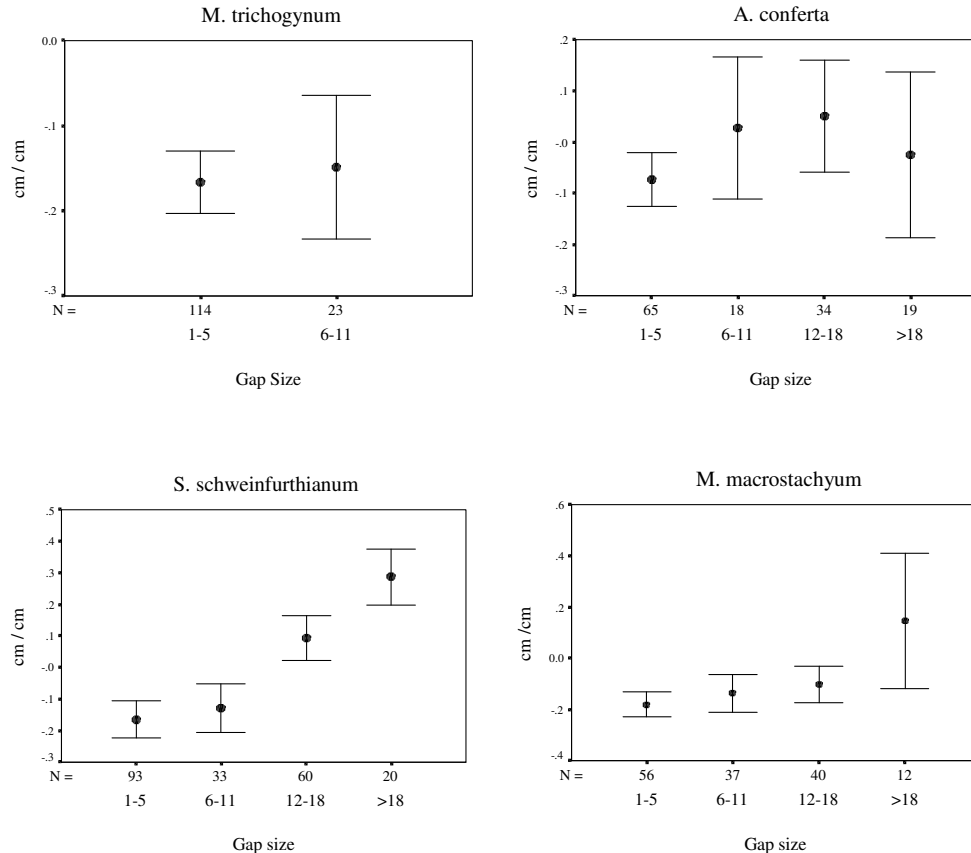 M. trichogynum
0.0
-.1
-.2
-.3
cm / cm
N = 114 23
1-5 6-11
Gap Size
A. conferta
.2
.1
-.0
-.1
-.2
-.3
cm / cm
N = 65 18 34 19
1-5 6-11 12-18 >18
Gap size
S. schweinfurthianum
.5
.4
.3
.2
.1
-.0
-.1
-.2
-.3
cm / cm
N = 93 33 60 20
1-5 6-11 12-18 >18
Gap size
M. macrostachyum
.6
.4
.2
0.0
-.2
-.4
cm /cm
N = 56 37 40 12
1-5 6-11 12-18 >18
Gap size